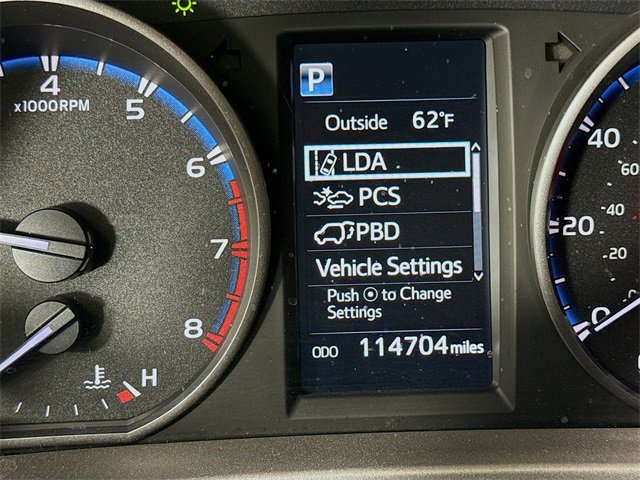 4
x1000RPM
5
6
7
8
H
P
Outside 62°F
LDA
PCS
PBD
Vehicle Settings
Push to Change
Settings
ODO 114704 miles
40
60
40
20
20
0